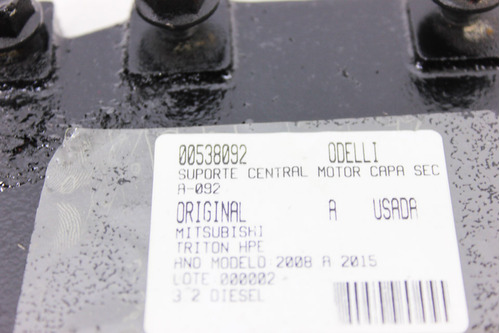 00538092 ODELLI
SUPORTE CENTRAL MOTOR CAPA SEC
A-092
ORIGINAL A USADA
MITSUBISHI
TRITON HPE
ANO MODELO 2008 A 2015
LOTE 000002
3 2 DIESEL